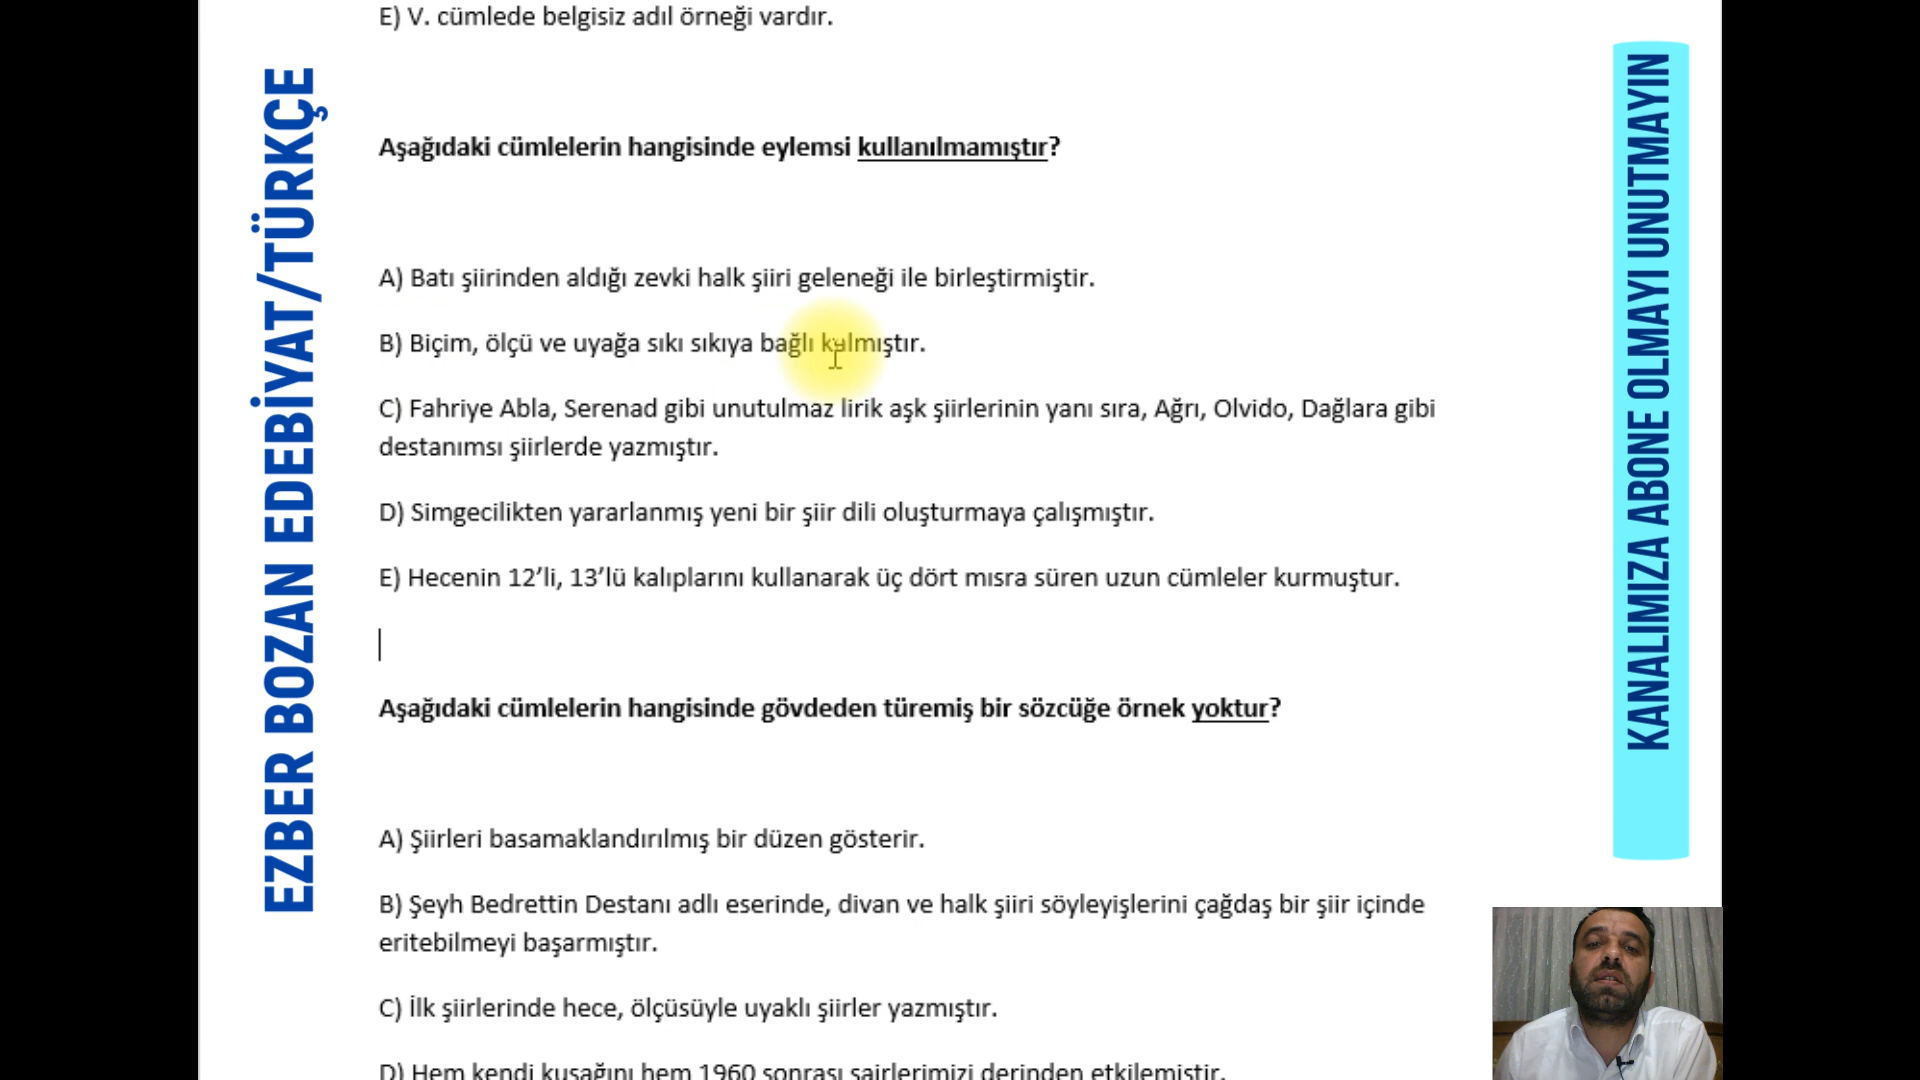 E) V. cümlede belgisiz adıl örneği vardır.
EZBER BOZAN EDEBİYAT/TÜRKÇE
KANALIMIZA ABONE OLMAYI UNUTMAYIN
Aşağıdaki cümlelerin hangisinde eylemsi kullanılmamıştır?
A) Batı şiirinden aldığı zevki halk şiiri geleneği ile birleştirmiştir.
B) Biçim, ölçü ve uyağa sıkı sıkıya bağlı kalmıştır.
C) Fahriye Abla, Serenad gibi unutulmaz lirik aşk şiirlerinin yanı sıra, Ağrı, Olvido, Dağlara gibi
destanımsı şiirlerde yazmıştır.
D) Simgecilikten yararlanmış yeni bir şiir dili oluşturmaya çalışmıştır.
E) Hecenin 12’li, 13’lü kalıplarını kullanarak üç dört mısra süren uzun cümleler kurmuştur.
Aşağıdaki cümlelerin hangisinde gövdeden türemiş bir sözcüğe örnek yoktur?
A) Şiirleri basamaklandırılmış bir düzen gösterir.
B) Şeyh Bedrettin Destanı adlı eserinde, divan ve halk şiiri söyleyişlerini çağdaş bir şiir içinde
eritebilmeyi başarmıştır.
C) İlk şiirlerinde hece, ölçüsüyle uyaklı şiirler yazmıştır.
D) Hem kendi kuşağını hem 1960 sonrası şairlerimizi derinden etkilemiştir.